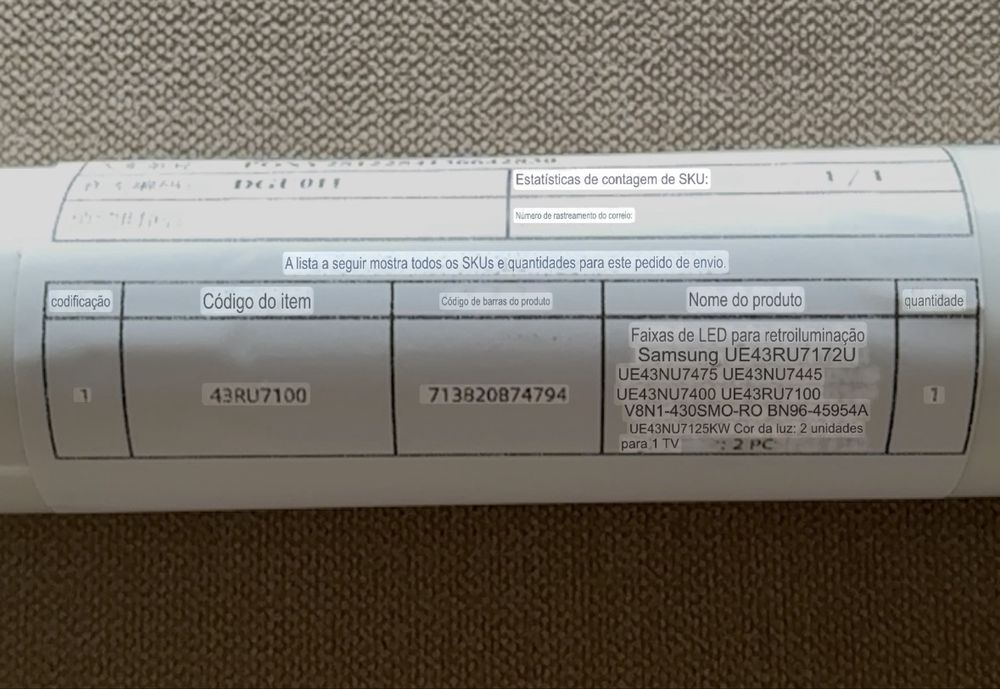 DGL011
Estatísticas de contagem de SKU:
1 / 1
Número de rastreamento do correio:
A lista a seguir mostra todos os SKUs e quantidades para este pedido de envio.
codificação
Código do item
Código de barras do produto
Nome do produto
quantidade
1
43RU7100
713820874794
Faixas de LED para retroiluminação
Samsung UE43RU7172U
UE43NU7475 UE43NU7445
UE43NU7400 UE43RU7100
V8N1-430SMO-RO BN96-45954A
UE43NU7125KW Cor da luz: 2 unidades
para 1 TV : 2 PC
1